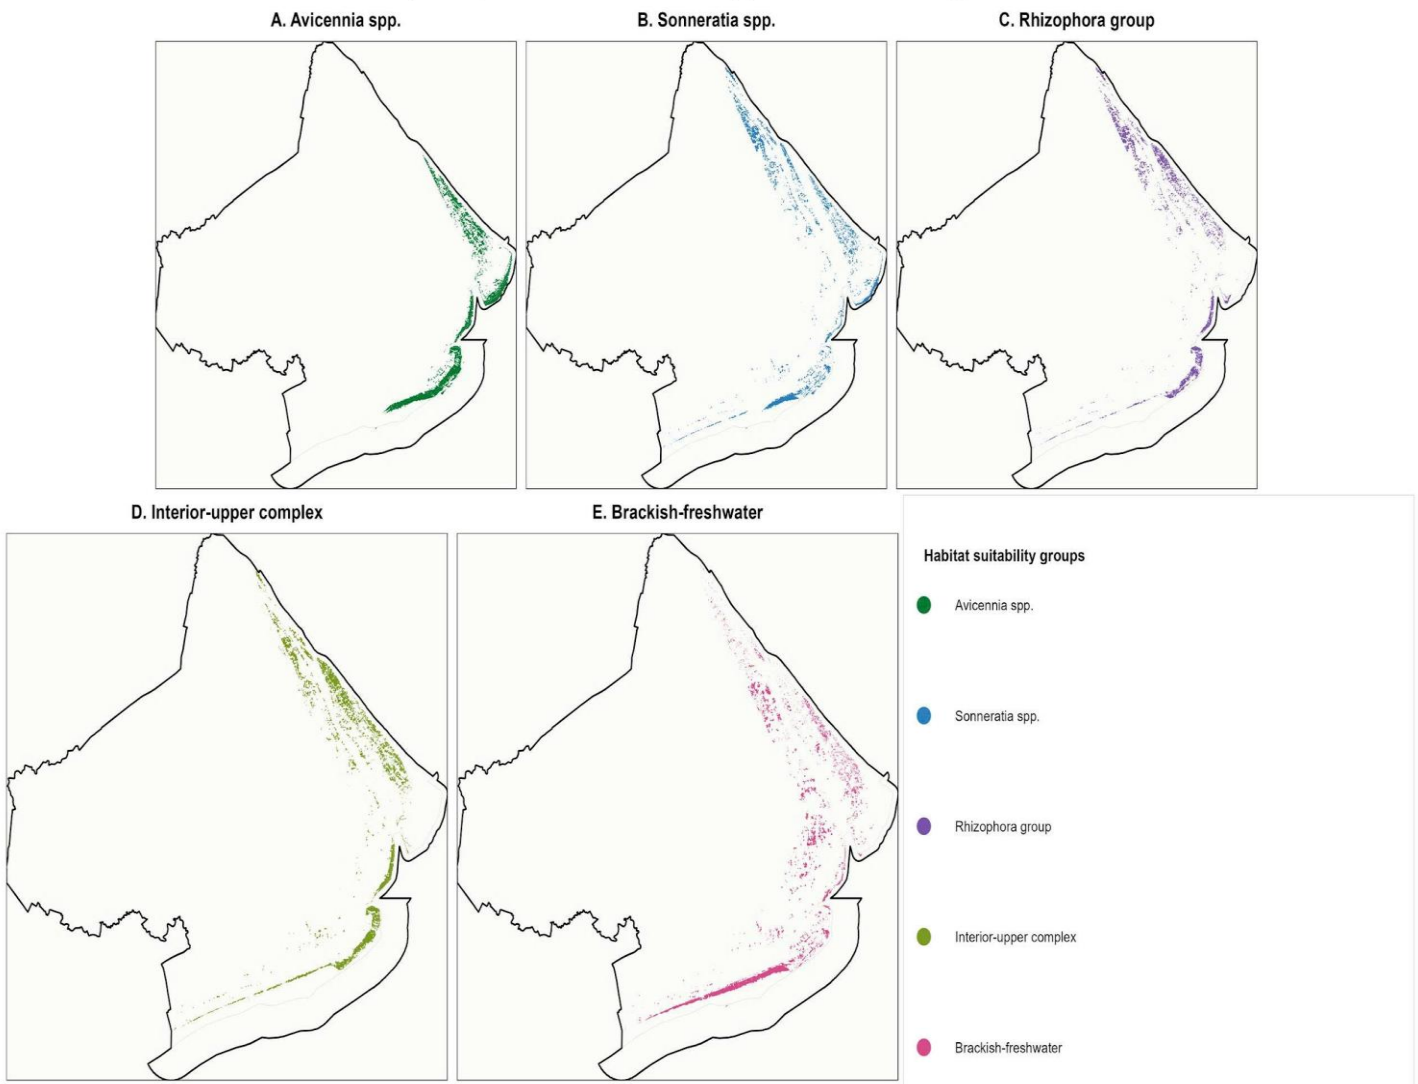 A. Avicennia spp.
B. Sonneratia spp.
C. Rhizophora group
D. Interior-upper complex
E. Brackish-freshwater
Habitat suitability groups
Avicennia spp.
Sonneratia spp.
Rhizophora group
Interior-upper complex
Brackish-freshwater